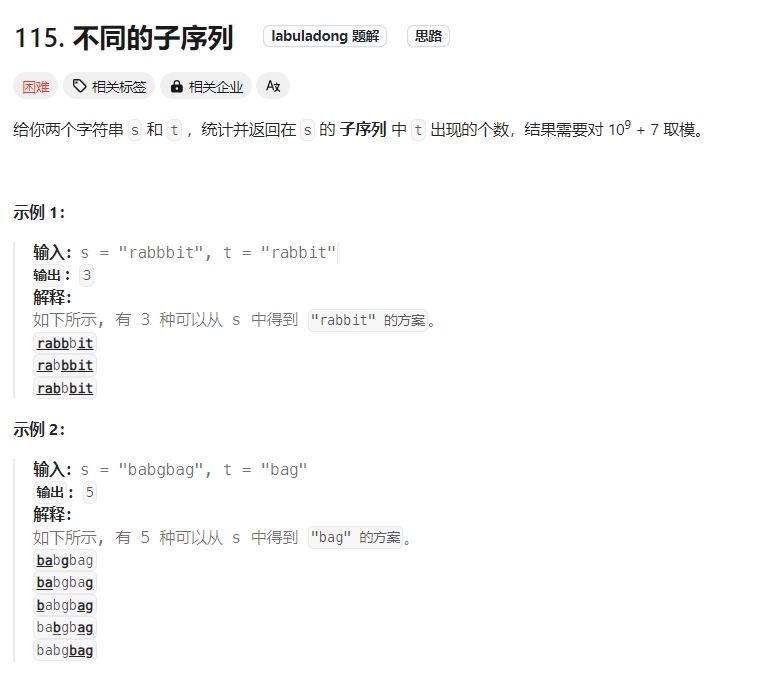 115. 不同的子序列 labuladong 题解 思路
困难 相关标签 相关企业 Aあ
给你两个字符串 s 和 t ，统计并返回在 s 的 子序列 中 t 出现的个数，结果需要对 10⁹ + 7 取模。
示例 1：
输入：s = "rabbbit", t = "rabbit"
输出：3
解释：
如下所示, 有 3 种可以从 s 中得到 "rabbit" 的方案。
rabbbit
rabbbit
rabbbit
示例 2：
输入：s = "babgbag", t = "bag"
输出：5
解释：
如下所示, 有 5 种可以从 s 中得到 "bag" 的方案。
babgbag
babgbag
babgbag
babgbag
babgbag